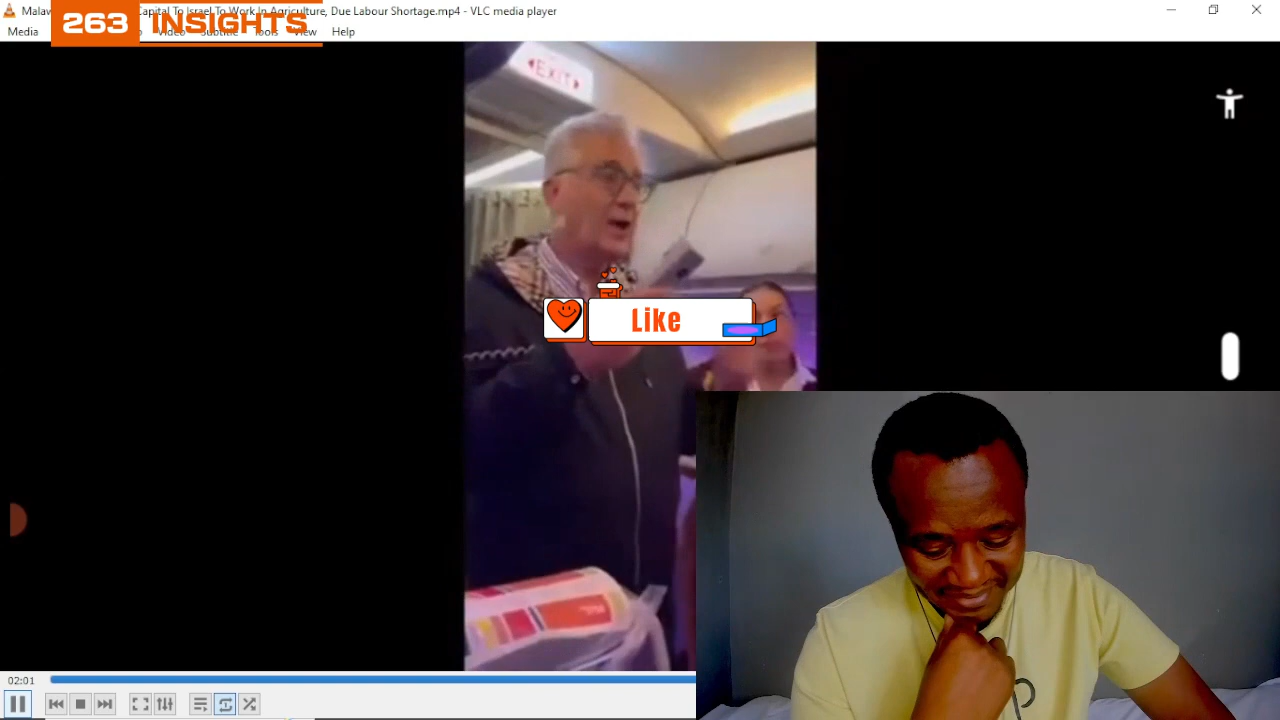 Malaw Capital To Israel To Work In Agriculture, Due Labour Shortage.mp4 - VLC media player
263 INSIGHTS
Media Video Subtitle Tools View Help
EXIT
Like
02:01